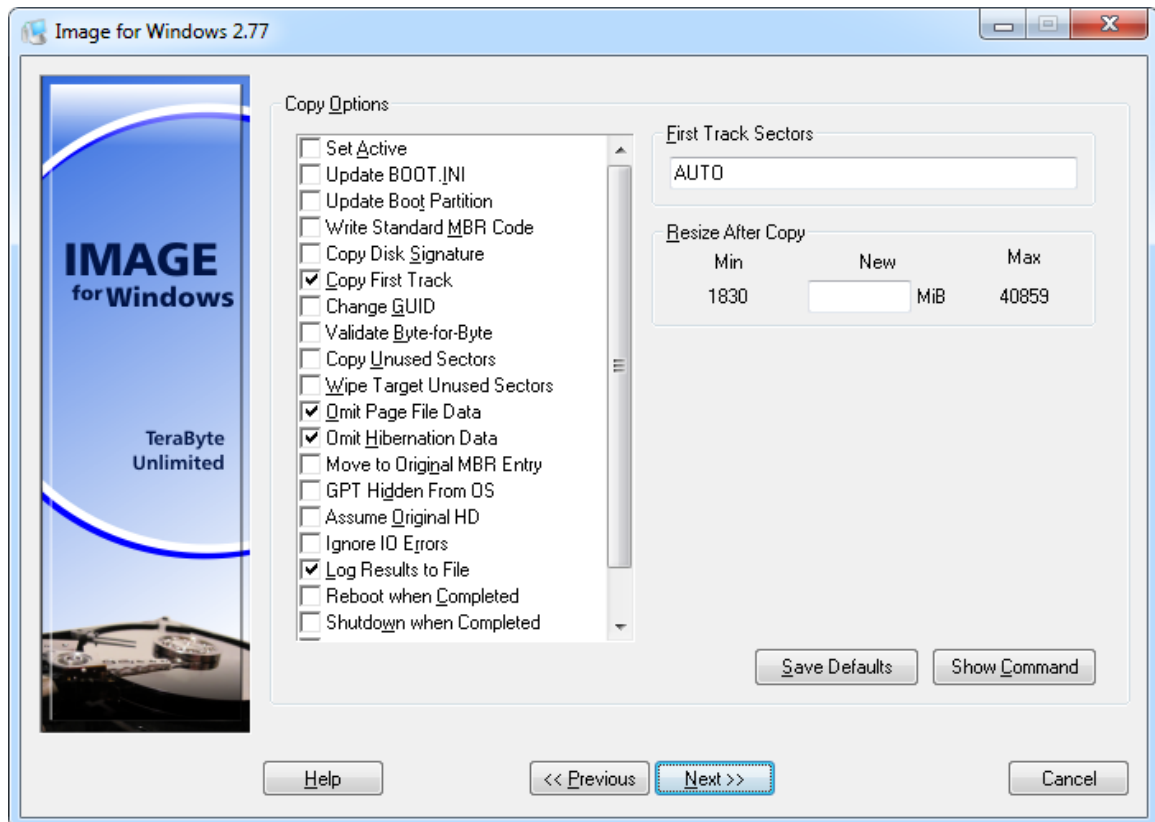 Image for Windows 2.77
IMAGE
for Windows
TeraByte
Unlimited
Copy Options
Set Active
Update BOOT.INI
Update Boot Partition
Write Standard MBR Code
Copy Disk Signature
Copy First Track
Change GUID
Validate Byte-for-Byte
Copy Unused Sectors
Wipe Target Unused Sectors
Omit Page File Data
Omit Hibernation Data
Move to Original MBR Entry
GPT Hidden From OS
Assume Original HD
Ignore IO Errors
Log Results to File
Reboot when Completed
Shutdown when Completed
First Track Sectors
AUTO
Resize After Copy
Min New Max
1830 MiB 40859
Save Defaults Show Command
Help << Previous Next >> Cancel